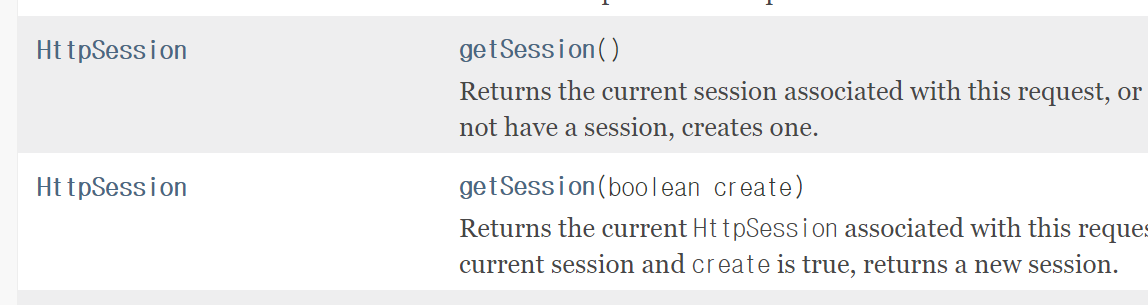 HttpSession getSession()
Returns the current session associated with this request, or
not have a session, creates one.
HttpSession getSession(boolean create)
Returns the current HttpSession associated with this
current session and create is true, returns a new session.